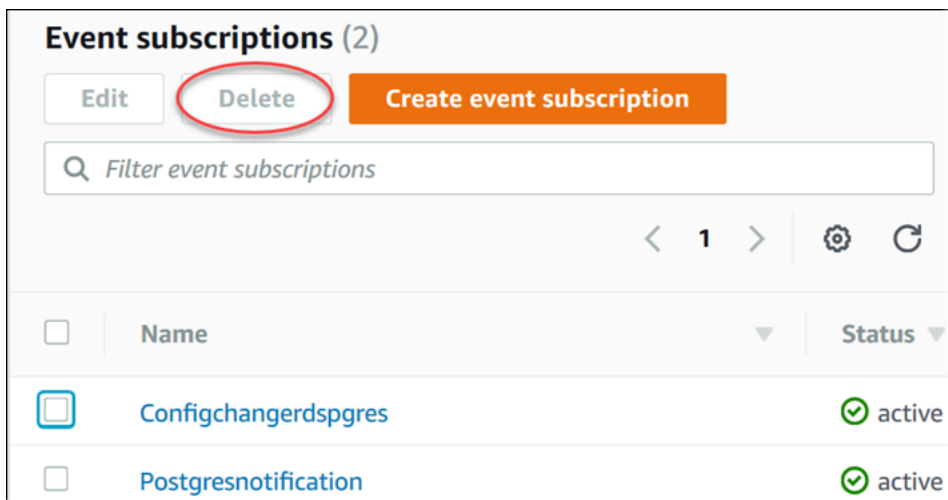 Event subscriptions (2)
Edit Delete Create event subscription
Filter event subscriptions
1
Name Status
Configchangerdspgres active
Postgresnotification active